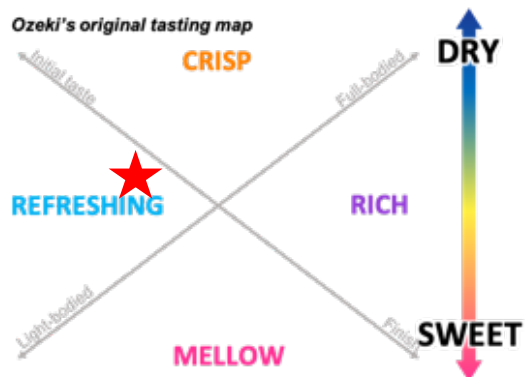 Ozeki's original tasting map
CRISP
DRY
Initial taste
Full-bodied
REFRESHING
RICH
Light-bodied
Finish
SWEET
MELLOW